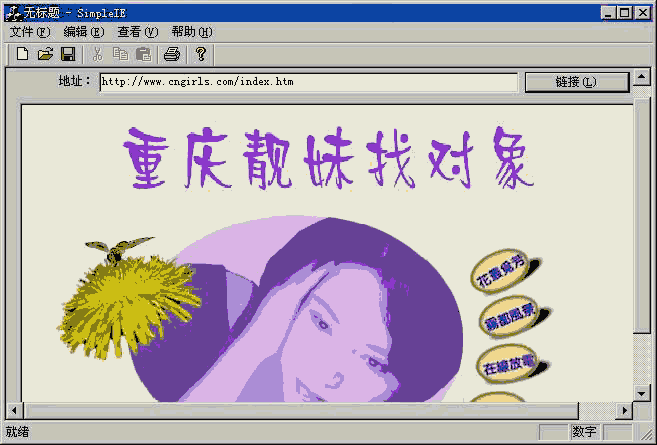 无标题 - SimpleIE
文件(F) 编辑(E) 查看(V) 帮助(H)
地址： http://www.cngirls.com/index.htm 链接(L)
重庆靓妹找对象
花叢覓芳
霧都風景
在線放電
就绪 数字